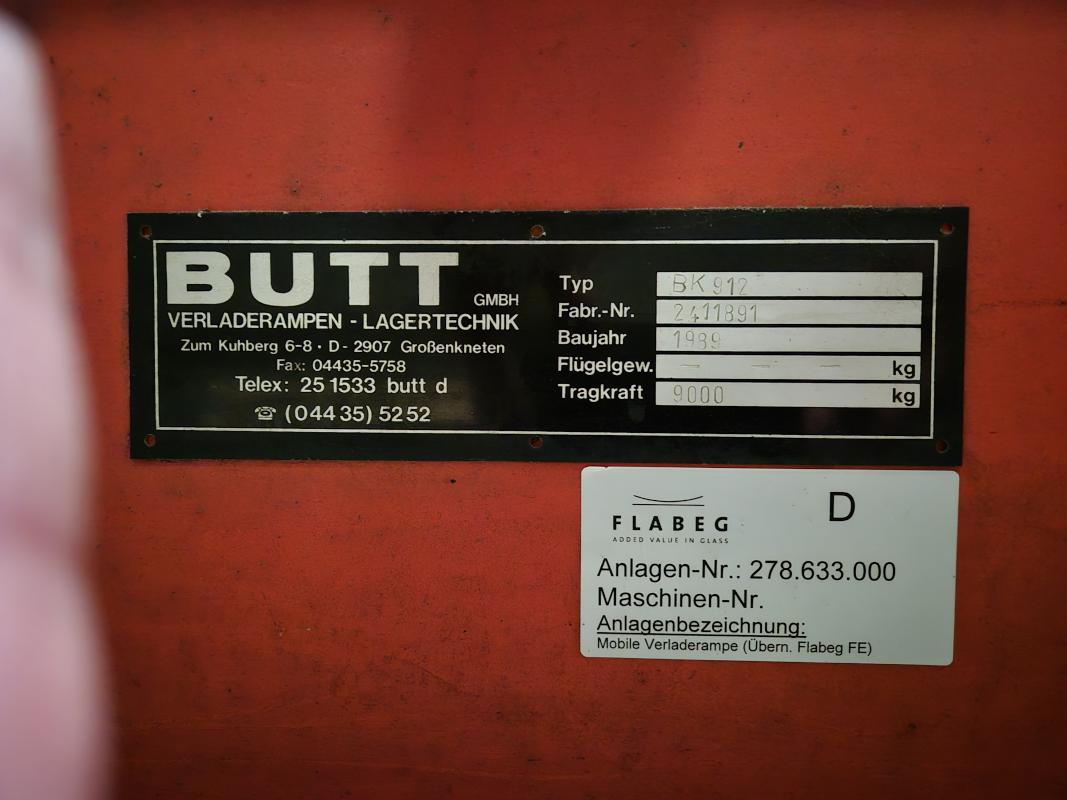 BUTT
GMBH
VERLADERAMPEN - LAGERTECHNIK
Zum Kuhberg 6-8 · D - 2907 Großenkneten
Fax: 04435-5758
Telex: 25 1533 butt d
☎ (044 35) 52 52
Typ BK 912
Fabr.-Nr. 2411891
Baujahr 1989
Flügelgew. — — — kg
Tragkraft 9000 kg
FLABEG
ADDED VALUE IN GLASS
D
Anlagen-Nr.: 278.633.000
Maschinen-Nr.
Anlagenbezeichnung:
Mobile Verladerampe (Übern. Flabeg FE)